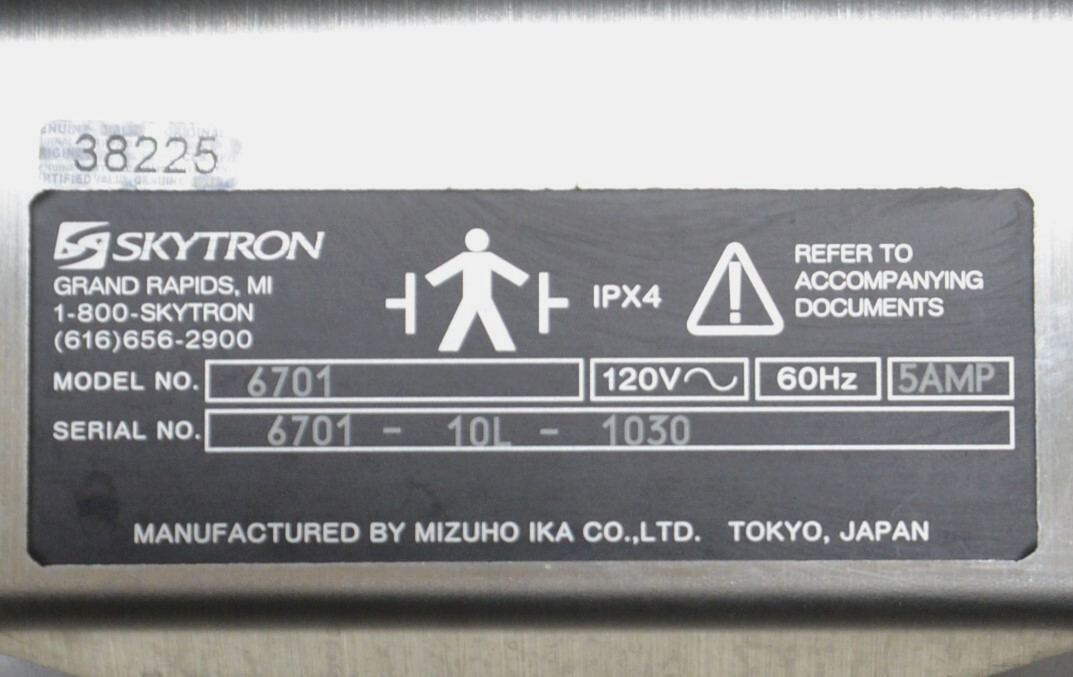 38225
SKYTRON
GRAND RAPIDS, MI
1-800-SKYTRON
(616)656-2900
IPX4
REFER TO
ACCOMPANYING
DOCUMENTS
MODEL NO. 6701 120V 60Hz 5AMP
SERIAL NO. 6701 - 10L - 1030
MANUFACTURED BY MIZUHO IKA CO.,LTD. TOKYO, JAPAN